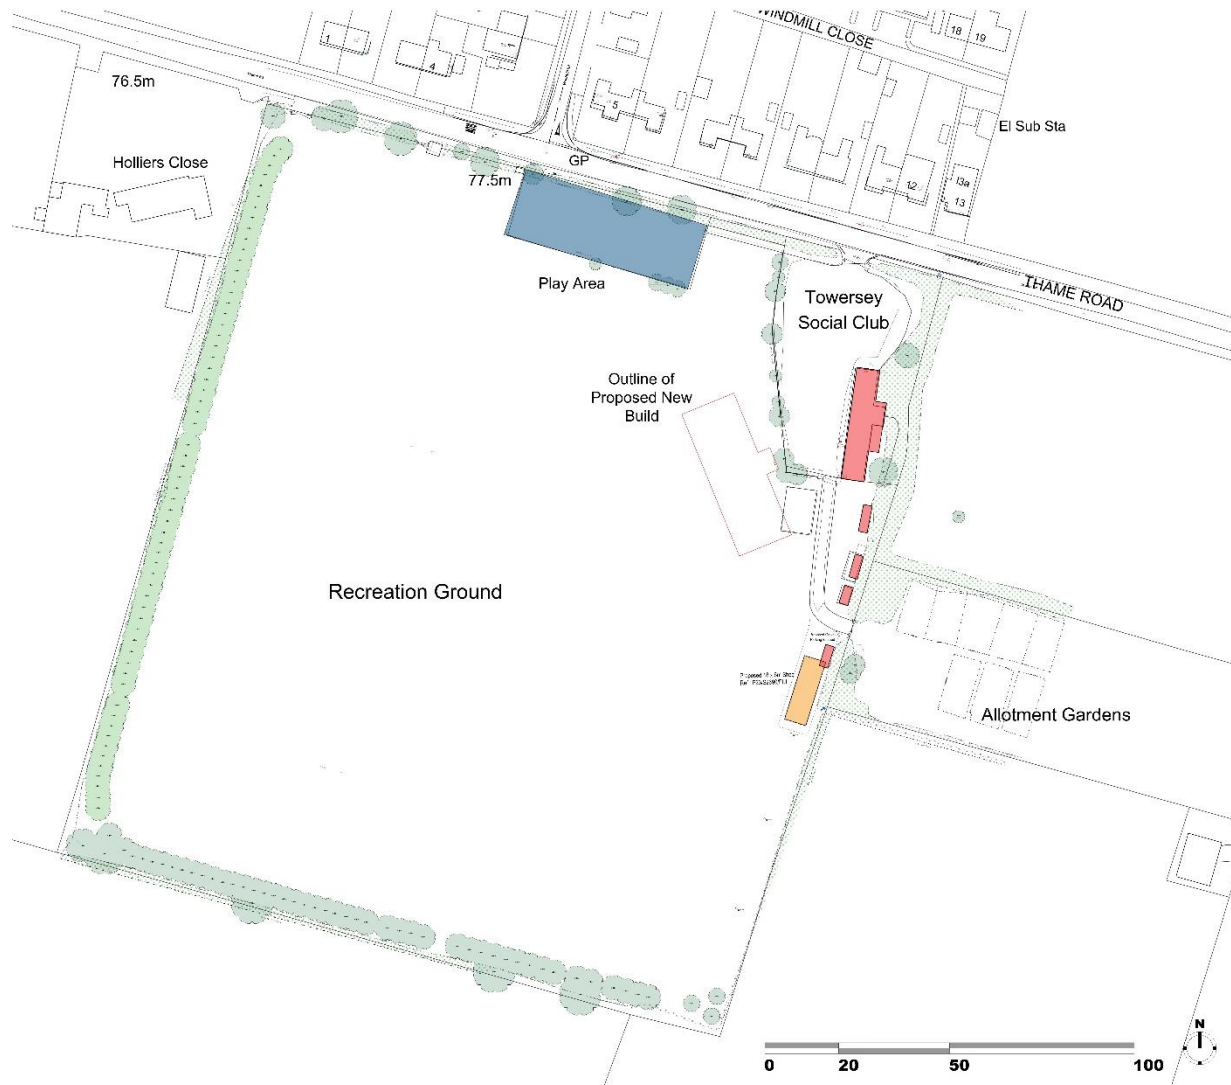 WINDMILL CLOSE
18
19
1
4
5
76.5m
El Sub Sta
Holliers Close
GP
77.5m
12
13a
13
Play Area
Towersey
Social Club
THAME ROAD
Outline of
Proposed New
Build
Recreation Ground
Allotment Gardens
N
0
20
50
100